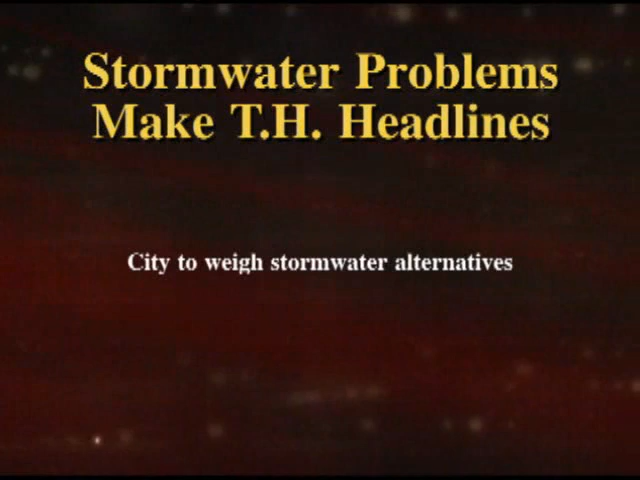 Stormwater Problems
Make T.H. Headlines
City to weigh stormwater alternatives